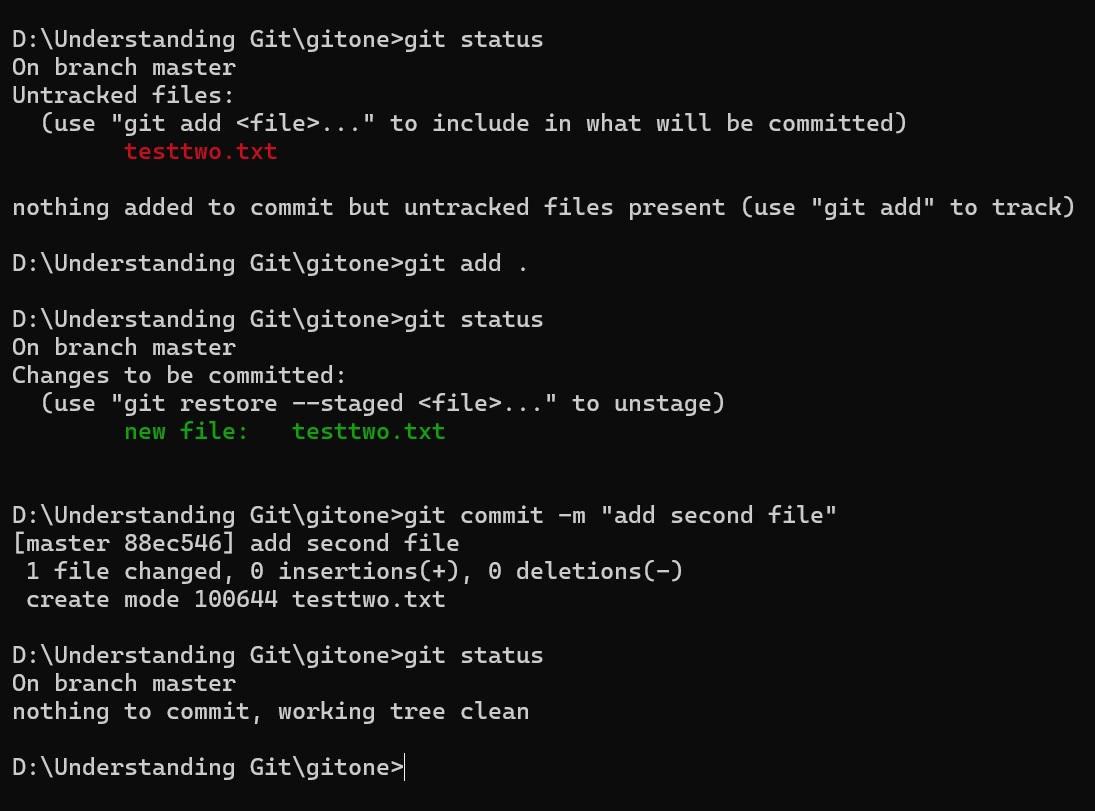 D:\Understanding Git\gitone>git status
On branch master
Untracked files:
  (use "git add <file>..." to include in what will be committed)
        testtwo.txt
nothing added to commit but untracked files present (use "git add" to track)
D:\Understanding Git\gitone>git add .
D:\Understanding Git\gitone>git status
On branch master
Changes to be committed:
  (use "git restore --staged <file>..." to unstage)
        new file:   testtwo.txt
D:\Understanding Git\gitone>git commit -m "add second file"
[master 88ec546] add second file
 1 file changed, 0 insertions(+), 0 deletions(-)
 create mode 100644 testtwo.txt
D:\Understanding Git\gitone>git status
On branch master
nothing to commit, working tree clean
D:\Understanding Git\gitone>